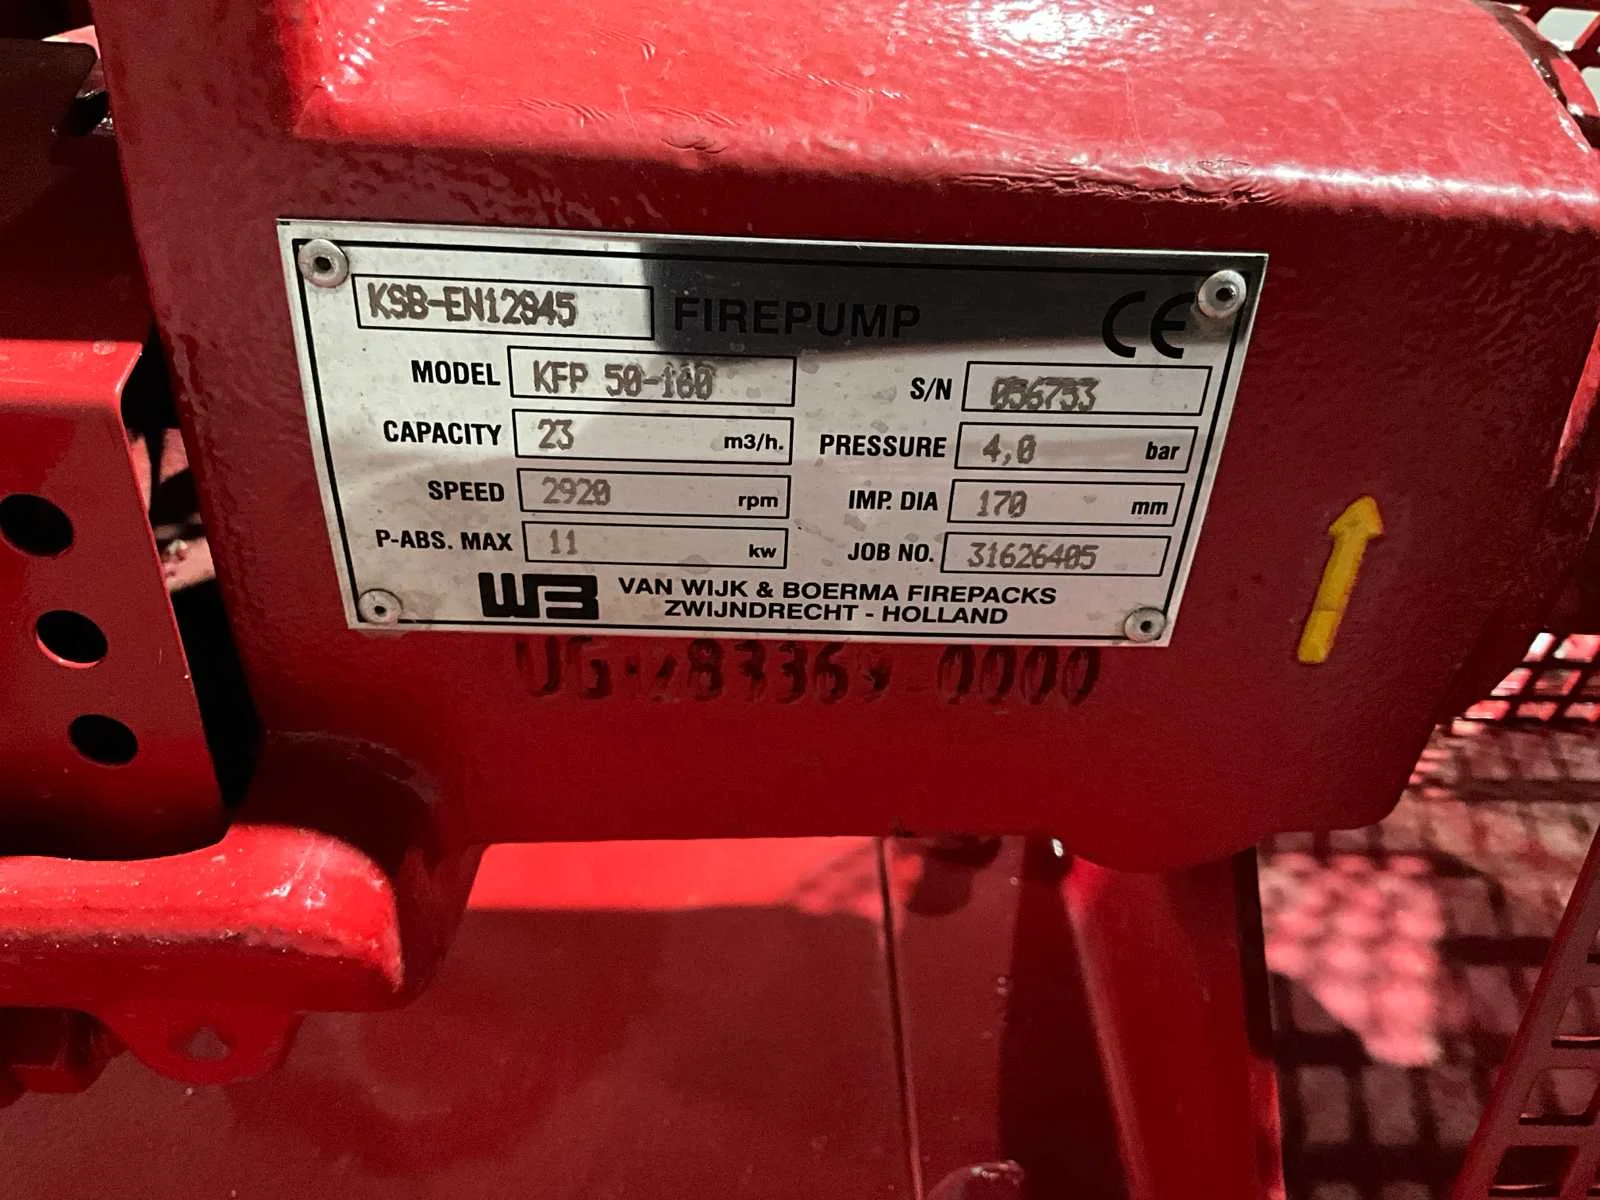 KSB-EN12845 FIREPUMP CE
MODEL KFP 50-160 S/N 056753
CAPACITY 23 m3/h. PRESSURE 4,0 bar
SPEED 2920 rpm IMP. DIA 170 mm
P-ABS. MAX 11 kw JOB NO. 31626405
WB VAN WIJK & BOERMA FIREPACKS
ZWIJNDRECHT - HOLLAND